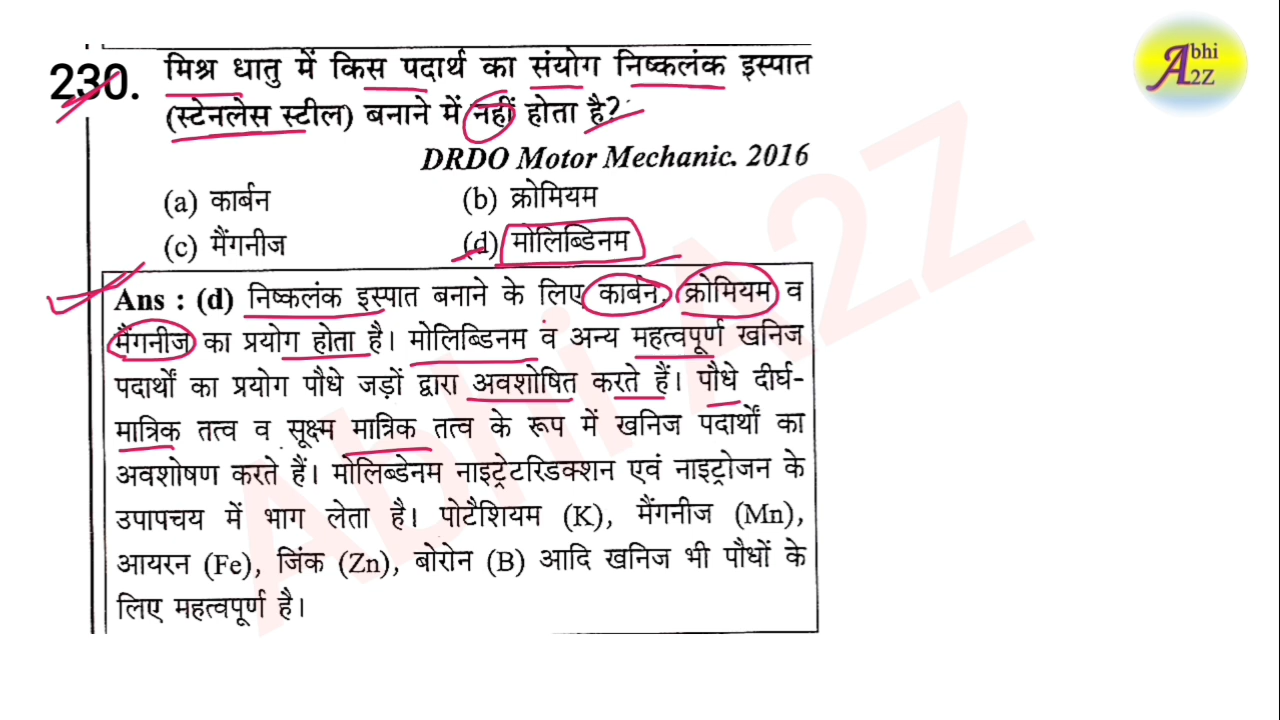 Abhi
A2Z
230. मिश्र धातु में किस पदार्थ का संयोग निष्कलंक इस्पात
(स्टेनलेस स्टील) बनाने में नहीं होता है?
DRDO Motor Mechanic. 2016
(a) कार्बन (b) क्रोमियम
(c) मैंगनीज (d) मोलिब्डिनम
Ans : (d) निष्कलंक इस्पात बनाने के लिए कार्बन, क्रोमियम व
मैंगनीज का प्रयोग होता है। मोलिब्डिनम व अन्य महत्वपूर्ण खनिज
पदार्थों का प्रयोग पौधे जड़ों द्वारा अवशोषित करते हैं। पौधे दीर्घ-
मात्रिक तत्व व सूक्ष्म मात्रिक तत्व के रूप में खनिज पदार्थों का
अवशोषण करते हैं। मोलिब्डेनम नाइट्रेटरिडक्शन एवं नाइट्रोजन के
उपापचय में भाग लेता है। पोटैशियम (K), मैंगनीज (Mn),
आयरन (Fe), जिंक (Zn), बोरोन (B) आदि खनिज भी पौधों के
लिए महत्वपूर्ण है।
Abhi A2Z